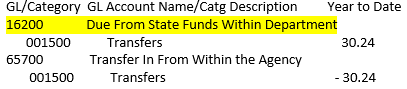 GL/Category GL Account Name/Catg Description Year to Date
16200 Due From State Funds Within Department
001500 Transfers 30.24
65700 Transfer In From Within the Agency
001500 Transfers - 30.24